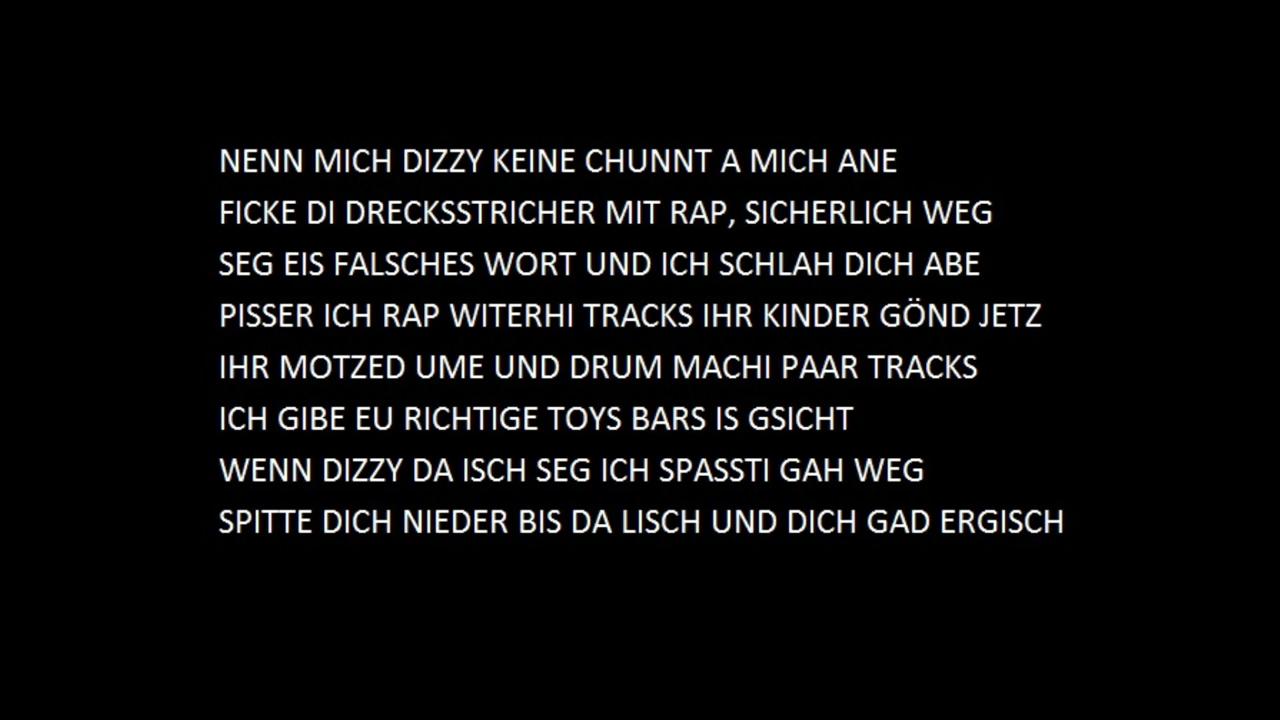 NENN MICH DIZZY KEINE CHUNNT A MICH ANE
FICKE DI DRECKSSTRICHER MIT RAP, SICHERLICH WEG
SEG EIS FALSCHES WORT UND ICH SCHLAH DICH ABE
PISSER ICH RAP WITERHI TRACKS IHR KINDER GÖND JETZ
IHR MOTZED UME UND DRUM MACHI PAAR TRACKS
ICH GIBE EU RICHTIGE TOYS BARS IS GSICHT
WENN DIZZY DA ISCH SEG ICH SPASSTI GAH WEG
SPITTE DICH NIEDER BIS DA LISCH UND DICH GAD ERGISCH